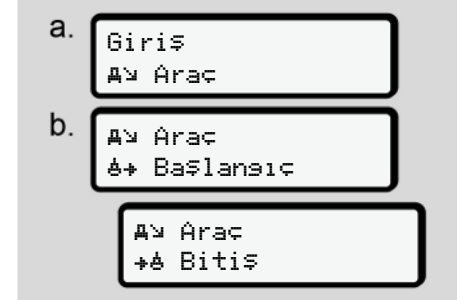 a.
Giriş
Araç
b.
Araç
Başlangıç
Araç
Bitiş